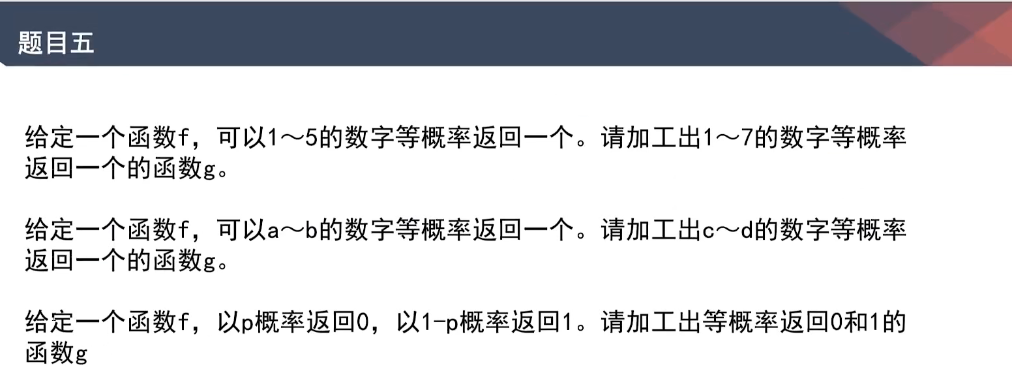 题目五
给定一个函数f，可以1～5的数字等概率返回一个。请加工出1～7的数字等概率
返回一个的函数g。
给定一个函数f，可以a～b的数字等概率返回一个。请加工出c～d的数字等概率
返回一个的函数g。
给定一个函数f，以p概率返回0，以1-p概率返回1。请加工出等概率返回0和1的
函数g